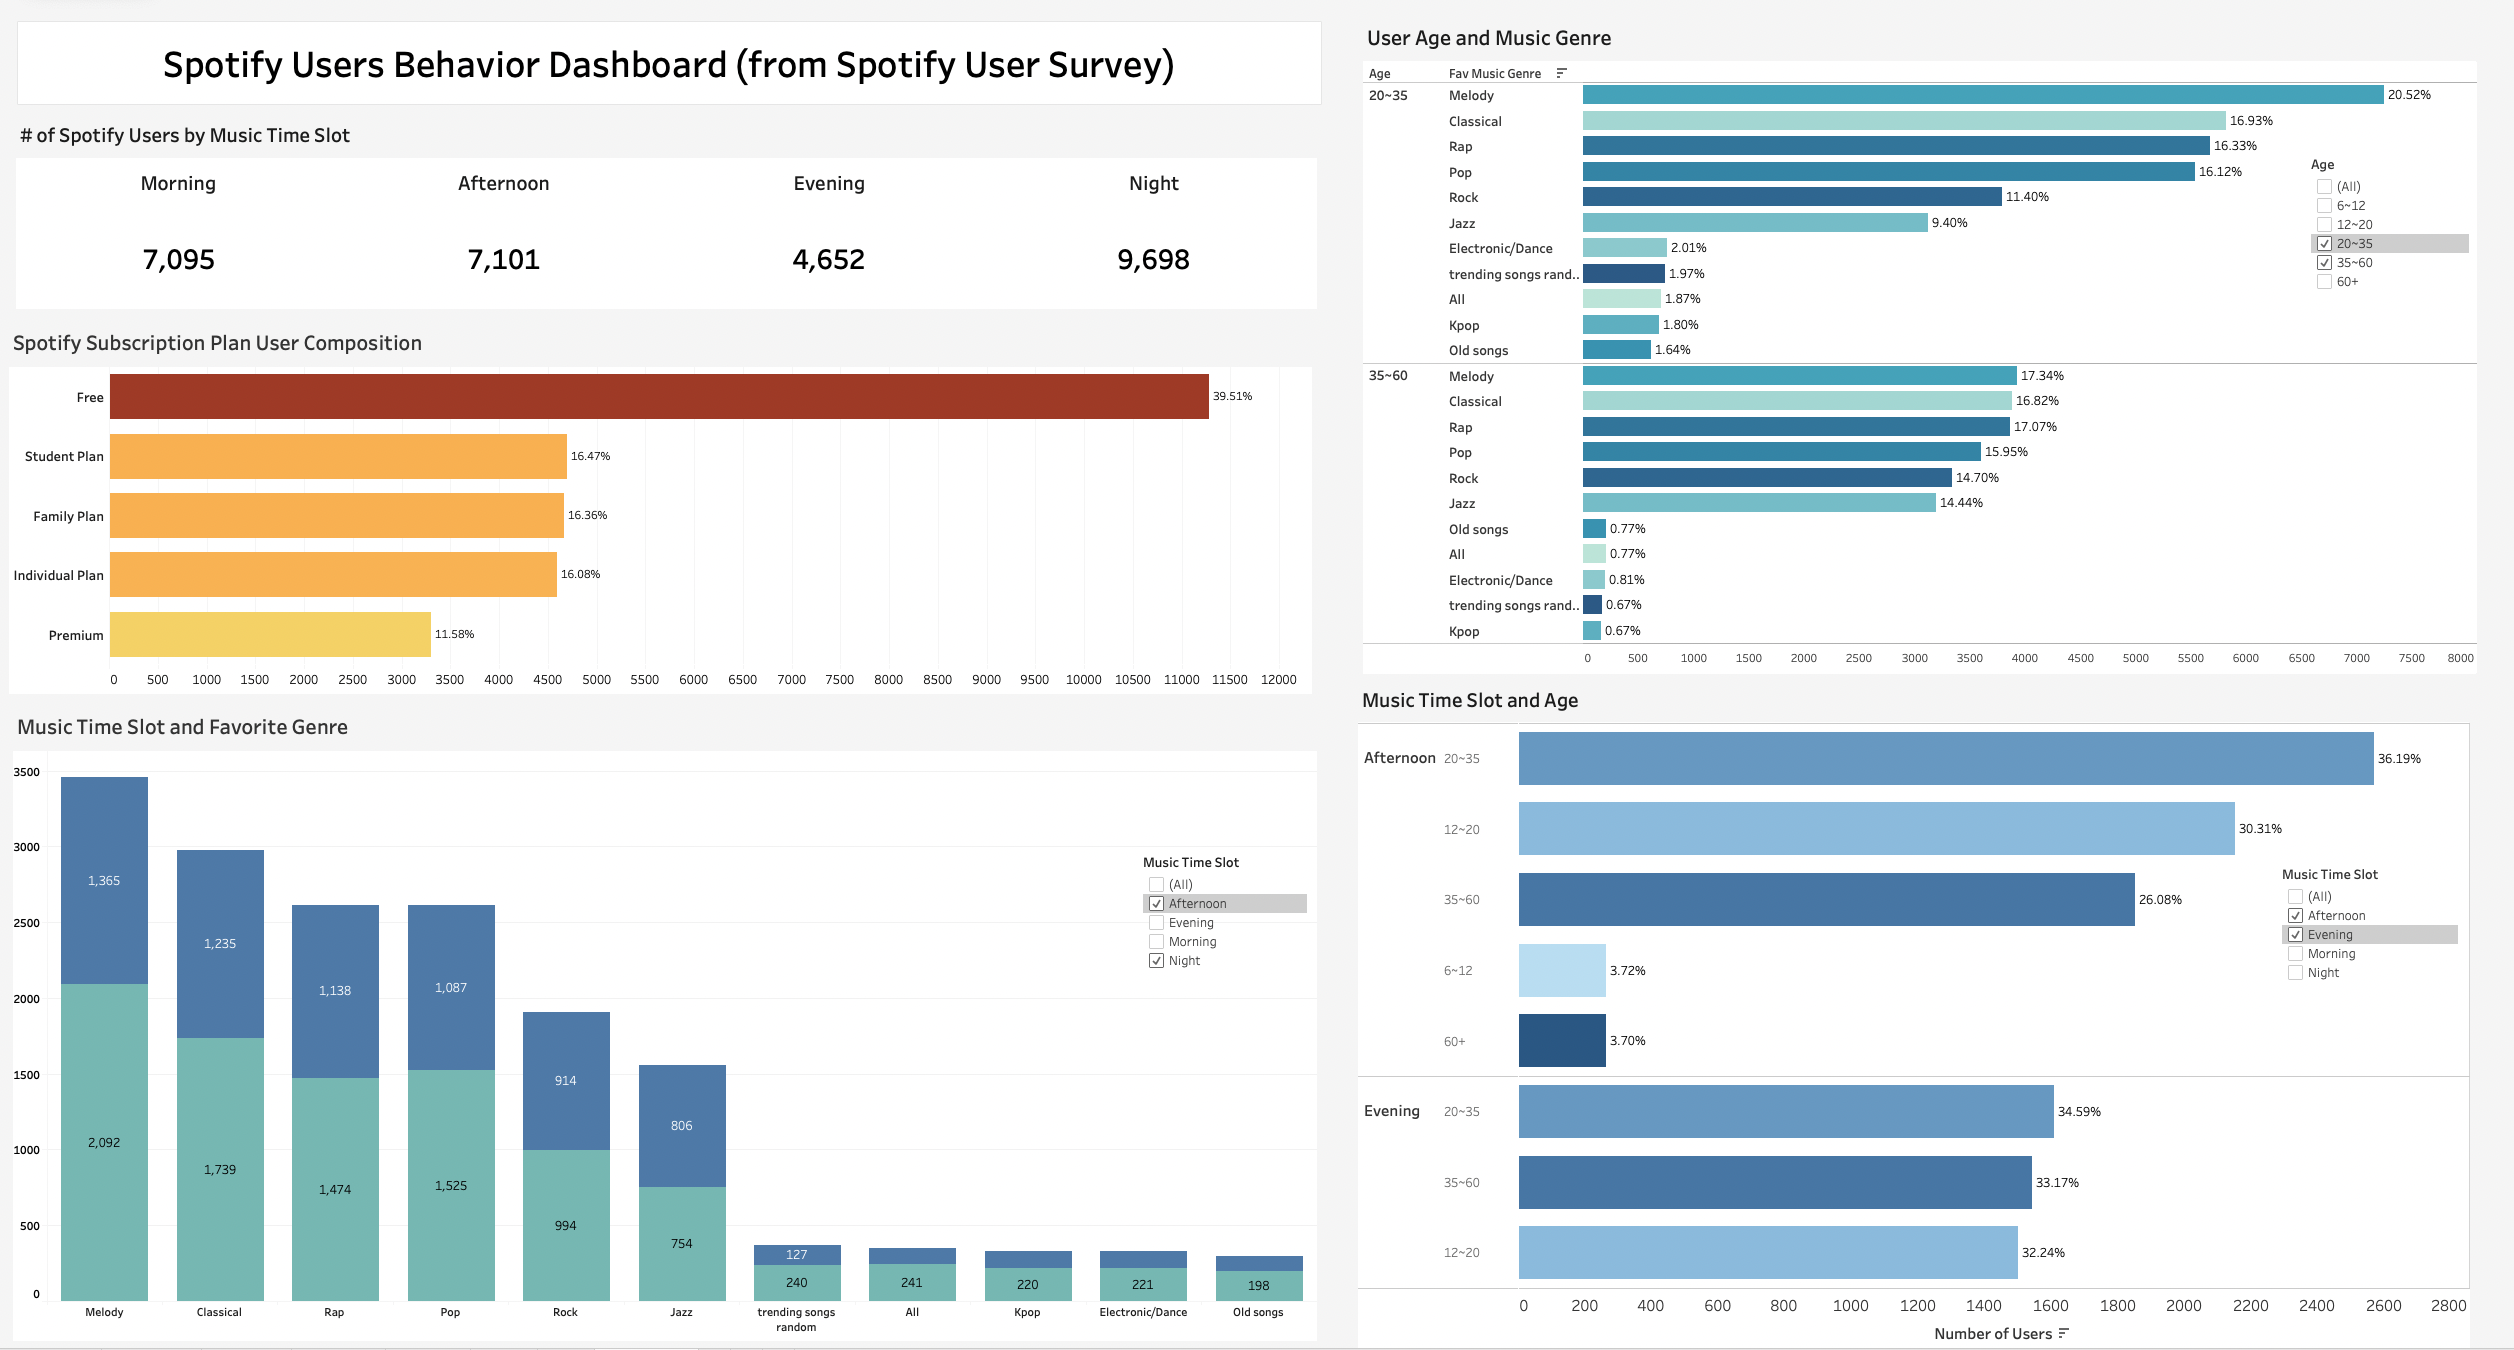 Spotify Users Behavior Dashboard (from Spotify User Survey)
# of Spotify Users by Music Time Slot
Morning Afternoon Evening Night
7,095 7,101 4,652 9,698
Spotify Subscription Plan User Composition
Free 39.51%
Student Plan 16.47%
Family Plan 16.36%
Individual Plan 16.08%
Premium 11.58%
0 500 1000 1500 2000 2500 3000 3500 4000 4500 5000 5500 6000 6500 7000 7500 8000 8500 9000 9500 10000 10500 11000 11500 12000
Music Time Slot and Favorite Genre
3500
3000
2500
2000
1500
1000
500
0
1,365
2,092
1,235
1,739
1,138
1,474
1,087
1,525
914
994
806
754
127
240
241
220
221
198
Melody Classical Rap Pop Rock Jazz trending songs All Kpop Electronic/Dance Old songs
random
Music Time Slot
(All)
Afternoon
Evening
Morning
Night
User Age and Music Genre
Age Fav Music Genre
20~35 Melody 20.52%
Classical 16.93%
Rap 16.33%
Pop 16.12%
Rock 11.40%
Jazz 9.40%
Electronic/Dance 2.01%
trending songs rand.. 1.97%
All 1.87%
Kpop 1.80%
Old songs 1.64%
35~60 Melody 17.34%
Classical 16.82%
Rap 17.07%
Pop 15.95%
Rock 14.70%
Jazz 14.44%
Old songs 0.77%
All 0.77%
Electronic/Dance 0.81%
trending songs rand.. 0.67%
Kpop 0.67%
0 500 1000 1500 2000 2500 3000 3500 4000 4500 5000 5500 6000 6500 7000 7500 8000
Age
(All)
6~12
12~20
20~35
35~60
60+
Music Time Slot and Age
Afternoon 20~35 36.19%
12~20 30.31%
35~60 26.08%
6~12 3.72%
60+ 3.70%
Evening 20~35 34.59%
35~60 33.17%
12~20 32.24%
0 200 400 600 800 1000 1200 1400 1600 1800 2000 2200 2400 2600 2800
Number of Users
Music Time Slot
(All)
Afternoon
Evening
Morning
Night